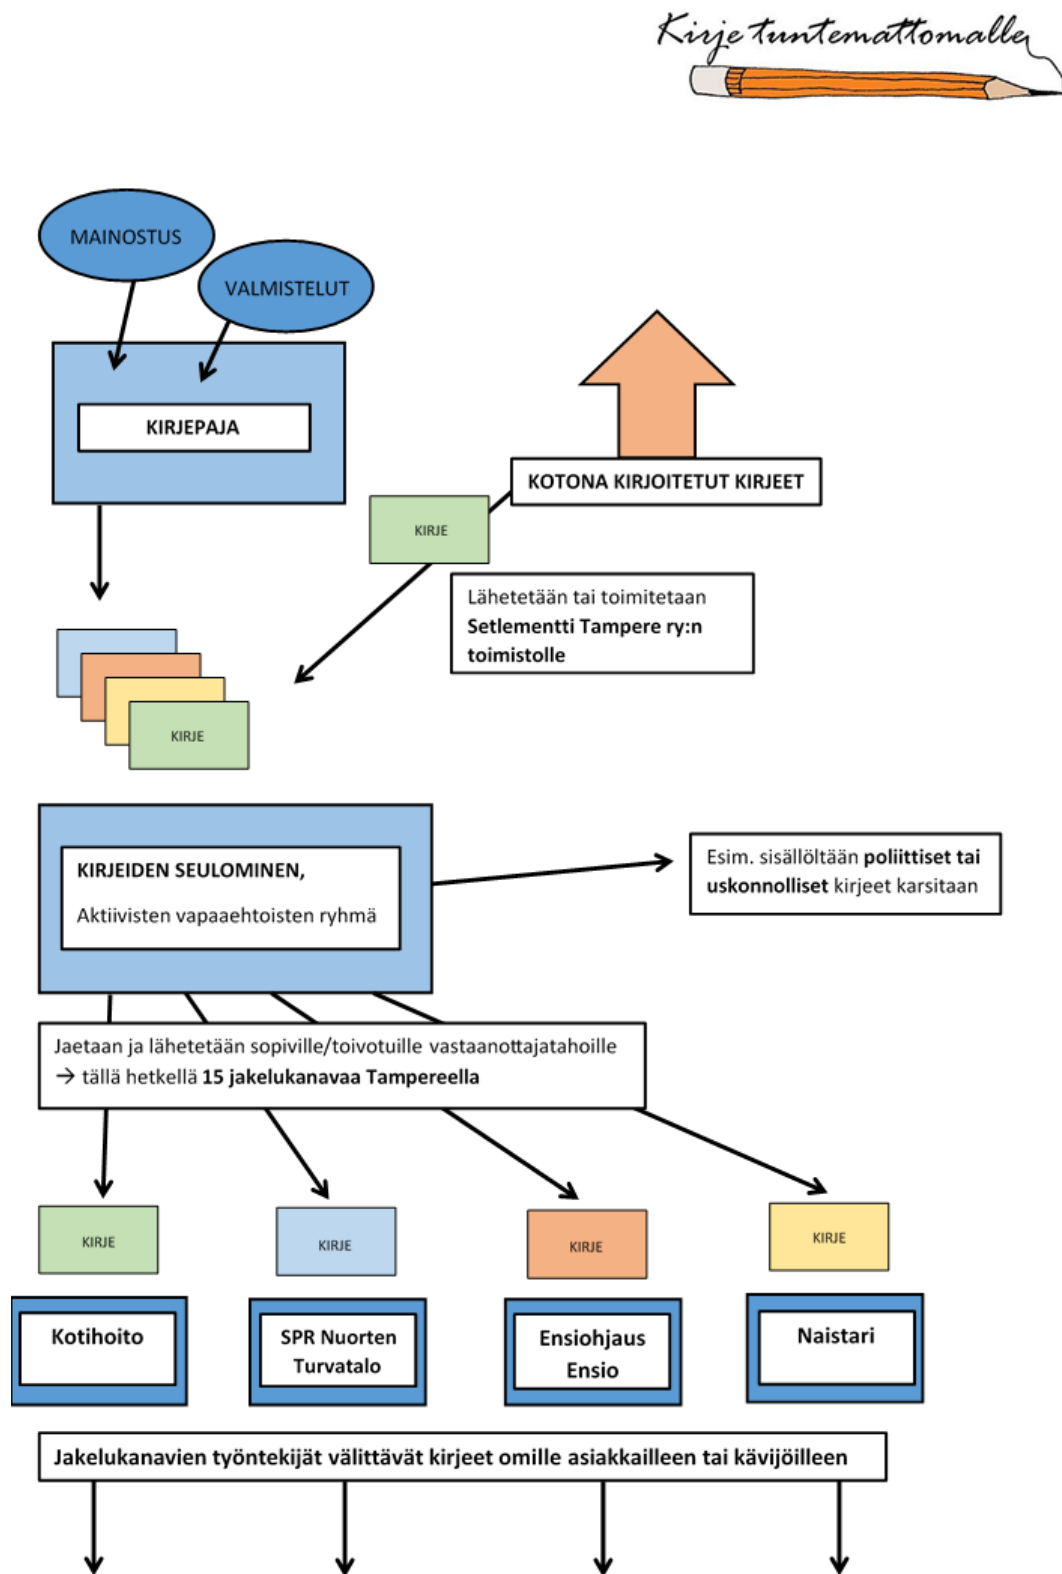 Kirje tuntemattomalle
MAINOSTUS
VALMISTELUT
KIRJEPAJA
KOTONA KIRJOITETUT KIRJEET
KIRJE
Lähetetään tai toimitetaan
Setlementti Tampere ry:n
toimistolle
KIRJE
KIRJEIDEN SEULOMINEN,
Aktiivisten vapaaehtoisten ryhmä
Esim. sisällöltään poliittiset tai
uskonnolliset kirjeet karsitaan
Jaetaan ja lähetetään sopiville/toivotuille vastaanottajatahoille
→ tällä hetkellä 15 jakelukanavaa Tampereella
KIRJE
KIRJE
KIRJE
KIRJE
Kotihoito
SPR Nuorten
Turvatalo
Ensiohjaus
Ensio
Naistari
Jakelukanavien työntekijät välittävät kirjeet omille asiakkailleen tai kävijöilleen